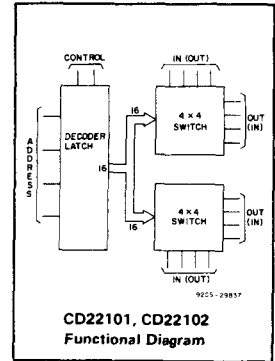 CONTROL
IN (OUT)
ADDRESS
DECODER
LATCH
16
16
16
4 × 4
SWITCH
OUT
(IN)
4 × 4
SWITCH
OUT
(IN)
IN (OUT)
92CS-29837
CD22101, CD22102
Functional Diagram